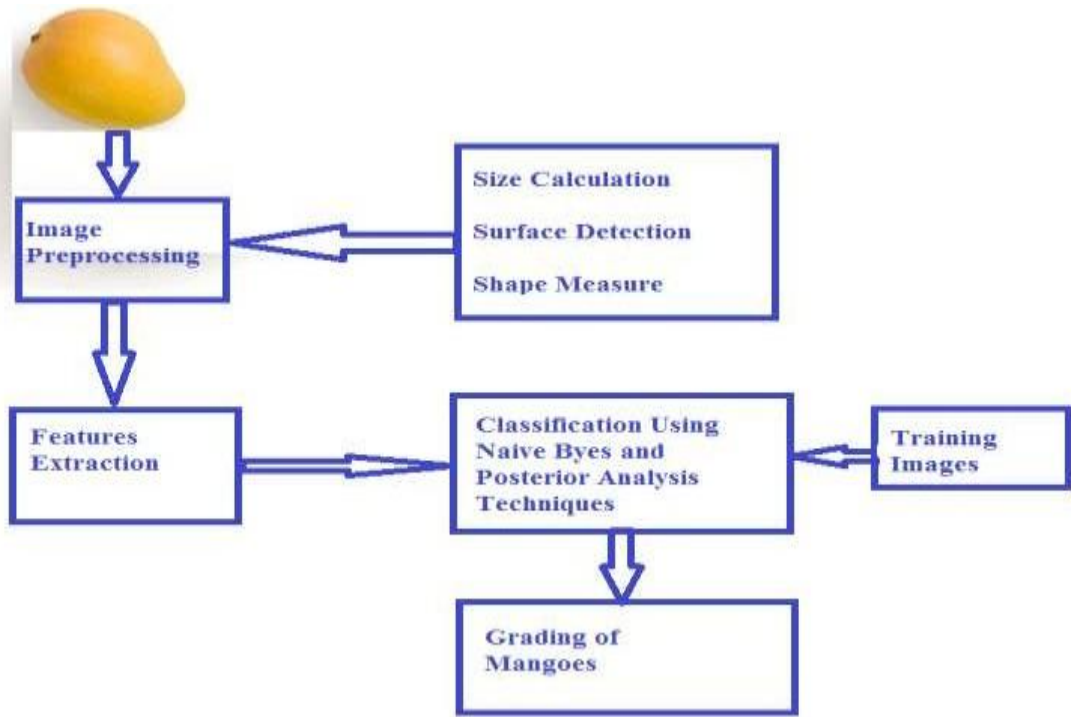 Image
Preprocessing
Size Calculation
Surface Detection
Shape Measure
Features
Extraction
Classification Using
Naive Byes and
Posterior Analysis
Techniques
Training
Images
Grading of
Mangoes